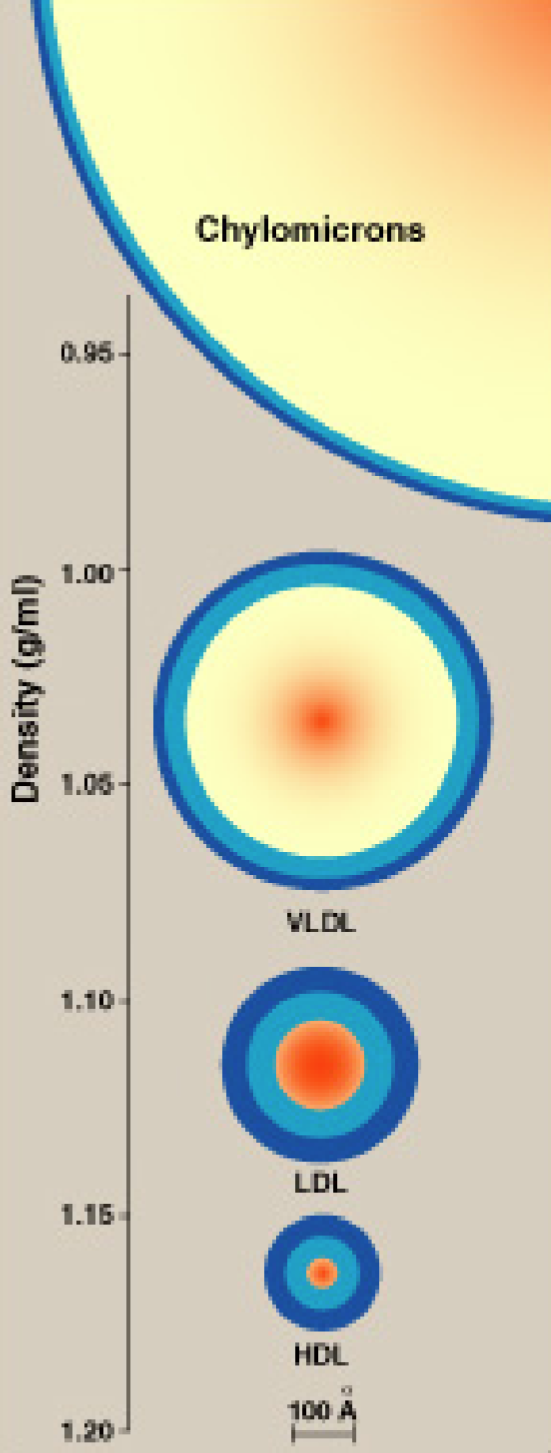 Chylomicrons
0.95
1.00
Density (g/ml)
1.05
VLDL
1.10
LDL
1.15
HDL
100 Å
1.20